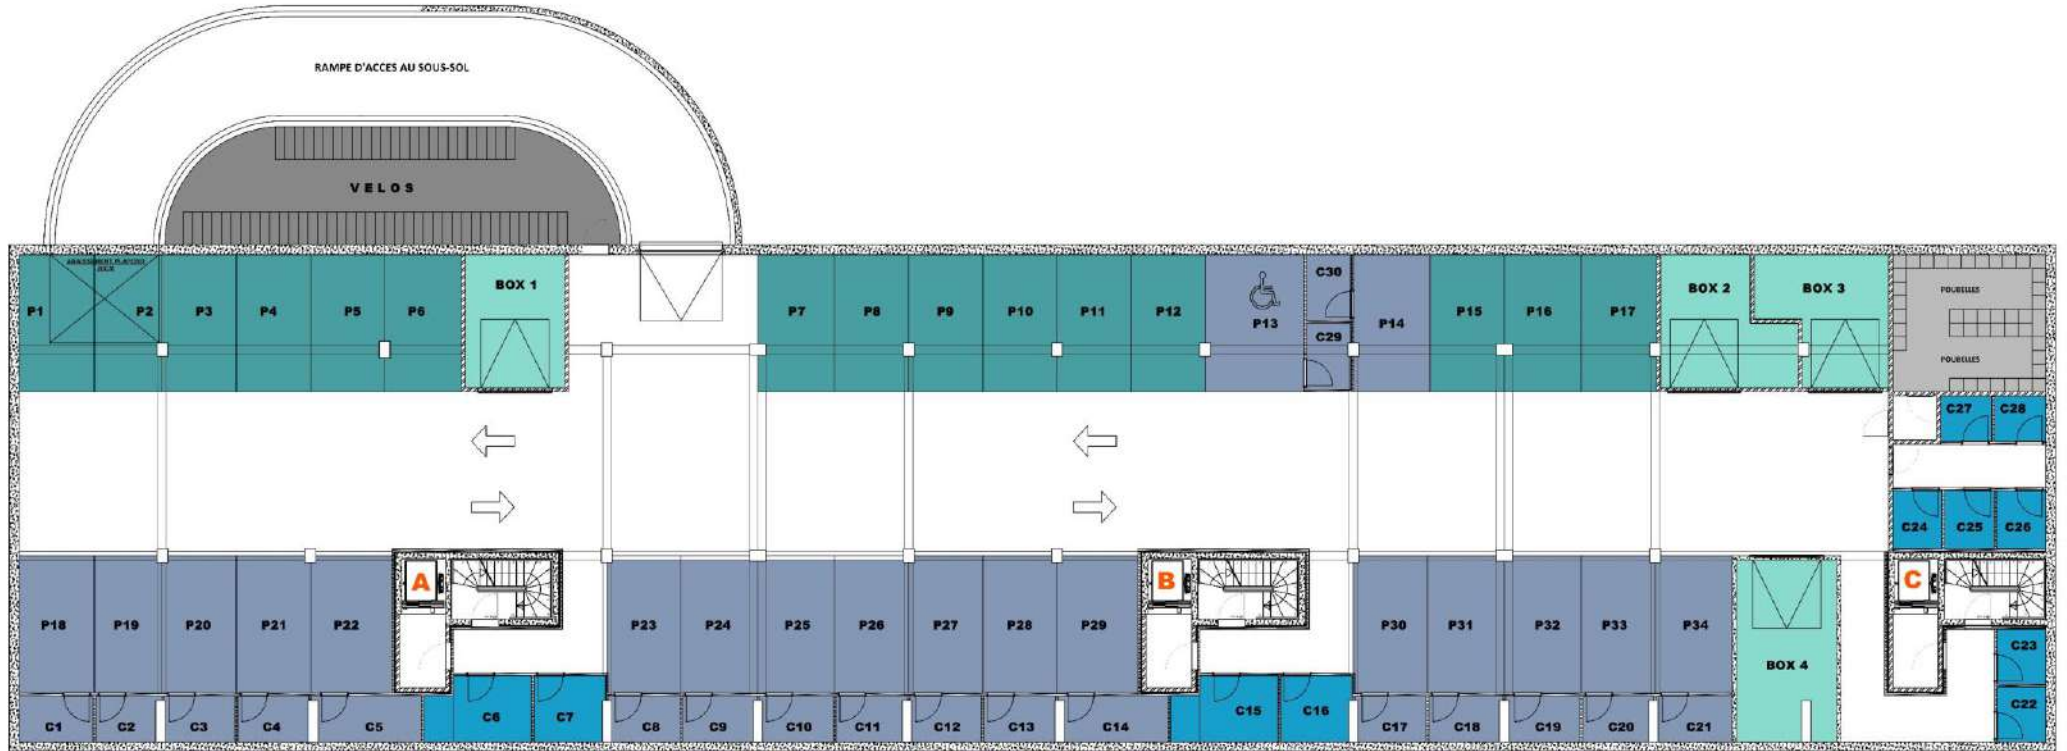 RAMPE D'ACCES AU SOUS-SOL
VELOS
P1
P2
P3
P4
P5
P6
BOX 1
P7
P8
P9
P10
P11
P12
P13
C30
C29
P14
P15
P16
P17
BOX 2
BOX 3
POUBELLES
POUBELLES
C27
C28
C24
C25
C26
P18
P19
P20
P21
P22
A
P23
P24
P25
P26
P27
P28
P29
B
P30
P31
P32
P33
P34
BOX 4
C
C23
C22
C1
C2
C3
C4
C5
C6
C7
C8
C9
C10
C11
C12
C13
C14
C15
C16
C17
C18
C19
C20
C21